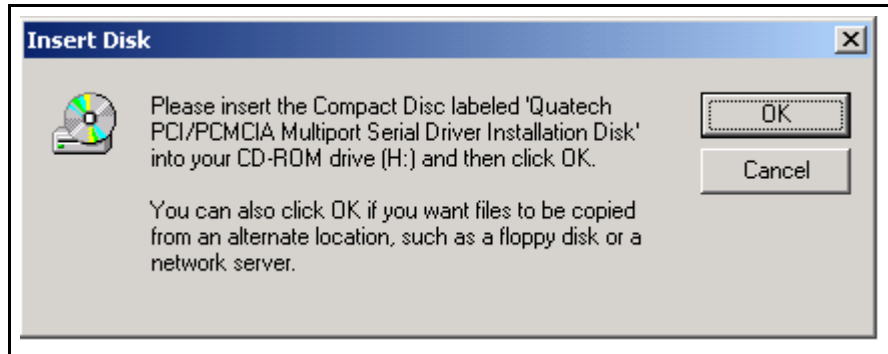 Insert Disk
Please insert the Compact Disc labeled 'Quatech
PCI/PCMCIA Multiport Serial Driver Installation Disk'
into your CD-ROM drive (H:) and then click OK.
You can also click OK if you want files to be copied
from an alternate location, such as a floppy disk or a
network server.
OK
Cancel